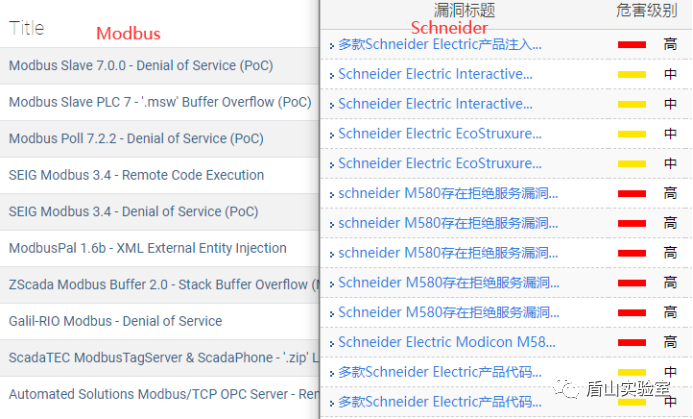 Title
Modbus
Modbus Slave 7.0.0 - Denial of Service (PoC)
Modbus Slave PLC 7 - '.msw' Buffer Overflow (PoC)
Modbus Poll 7.2.2 - Denial of Service (PoC)
SEIG Modbus 3.4 - Remote Code Execution
SEIG Modbus 3.4 - Denial of Service (PoC)
ModbusPal 1.6b - XML External Entity Injection
ZScada Modbus Buffer 2.0 - Stack Buffer Overflow (
Galil-RIO Modbus - Denial of Service
ScadaTEC ModbusTagServer & ScadaPhone - '.zip'
Automated Solutions Modbus/TCP OPC Server -
漏洞标题 危害级别
Schneider
多款Schneider Electric产品注入... 高
Schneider Electric Interactive... 中
Schneider Electric Interactive... 中
Schneider Electric EcoStruxure... 中
Schneider Electric EcoStruxure... 中
schneider M580存在拒绝服务漏洞... 高
schneider M580存在拒绝服务漏洞... 高
schneider M580存在拒绝服务漏洞... 高
Schneider M580存在拒绝服务漏洞... 高
Schneider M580存在拒绝服务漏洞... 高
Schneider Electric Modicon M58... 高
多款Schneider Electric产品代码... 中
多款Schneider Electric产品代码... 中
盾山实验室